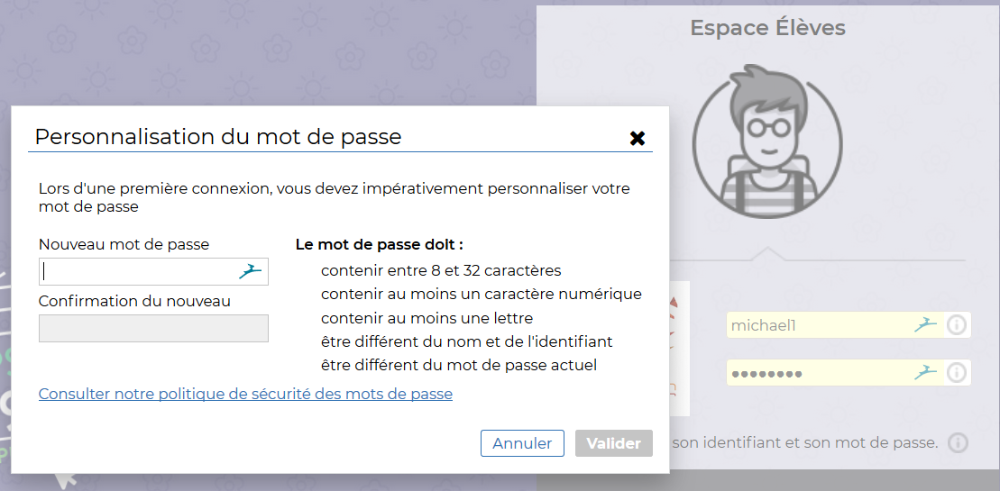 Espace Élèves
Personnalisation du mot de passe
Lors d'une première connexion, vous devez impérativement personnaliser votre
mot de passe
Nouveau mot de passe
Confirmation du nouveau
Le mot de passe doit :
contenir entre 8 et 32 caractères
contenir au moins un caractère numérique
contenir au moins une lettre
être différent du nom et de l'identifiant
être différent du mot de passe actuel
Consulter notre politique de sécurité des mots de passe
Annuler
Valider
michael1
son identifiant et son mot de passe.